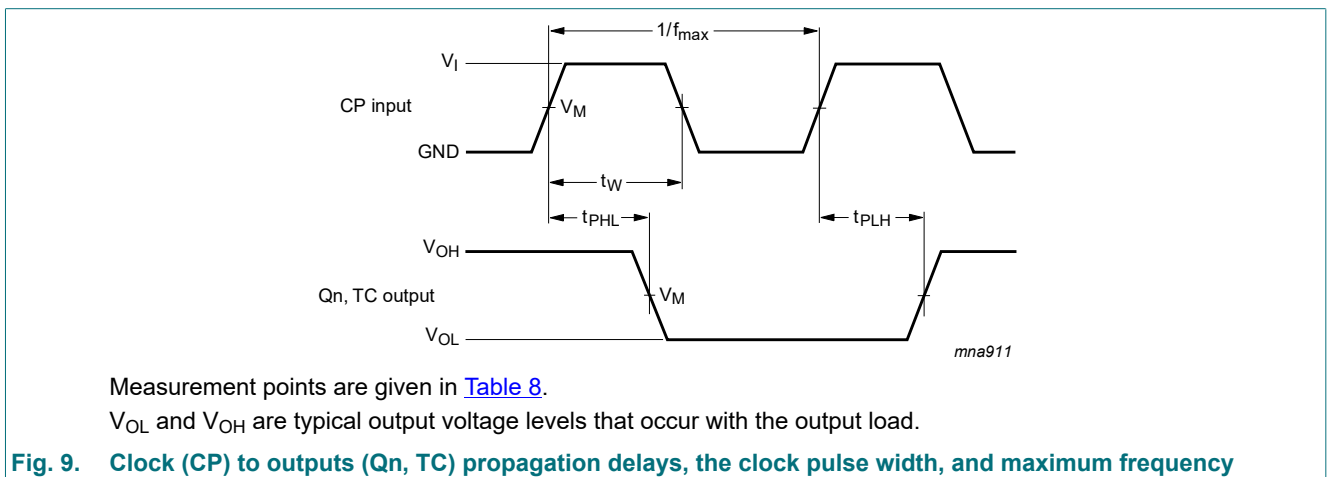 1/fmax
VI
CP input
VM
GND
tW
tPHL
tPLH
VOH
Qn, TC output
VM
VOL
mna911
Measurement points are given in Table 8.
VOL and VOH are typical output voltage levels that occur with the output load.
Fig. 9. Clock (CP) to outputs (Qn, TC) propagation delays, the clock pulse width, and maximum frequency